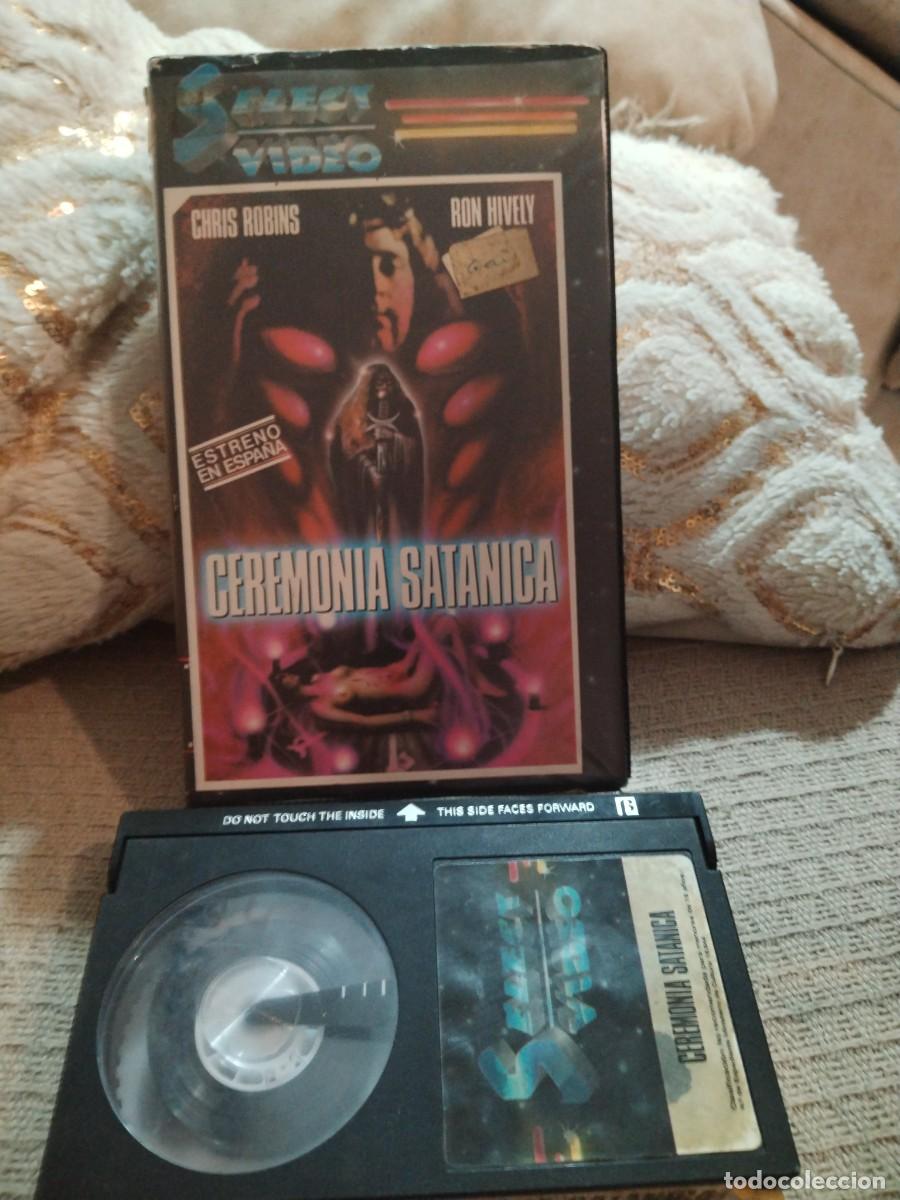 SELECT
VIDEO
CHRIS ROBINS
RON HIVELY
ESTRENO
EN ESPAÑA
CEREMONIA SATANICA
DO NOT TOUCH THE INSIDE
THIS SIDE FACES FORWARD
SELECT
VIDEO
CEREMONIA SATANICA
todocoleccion